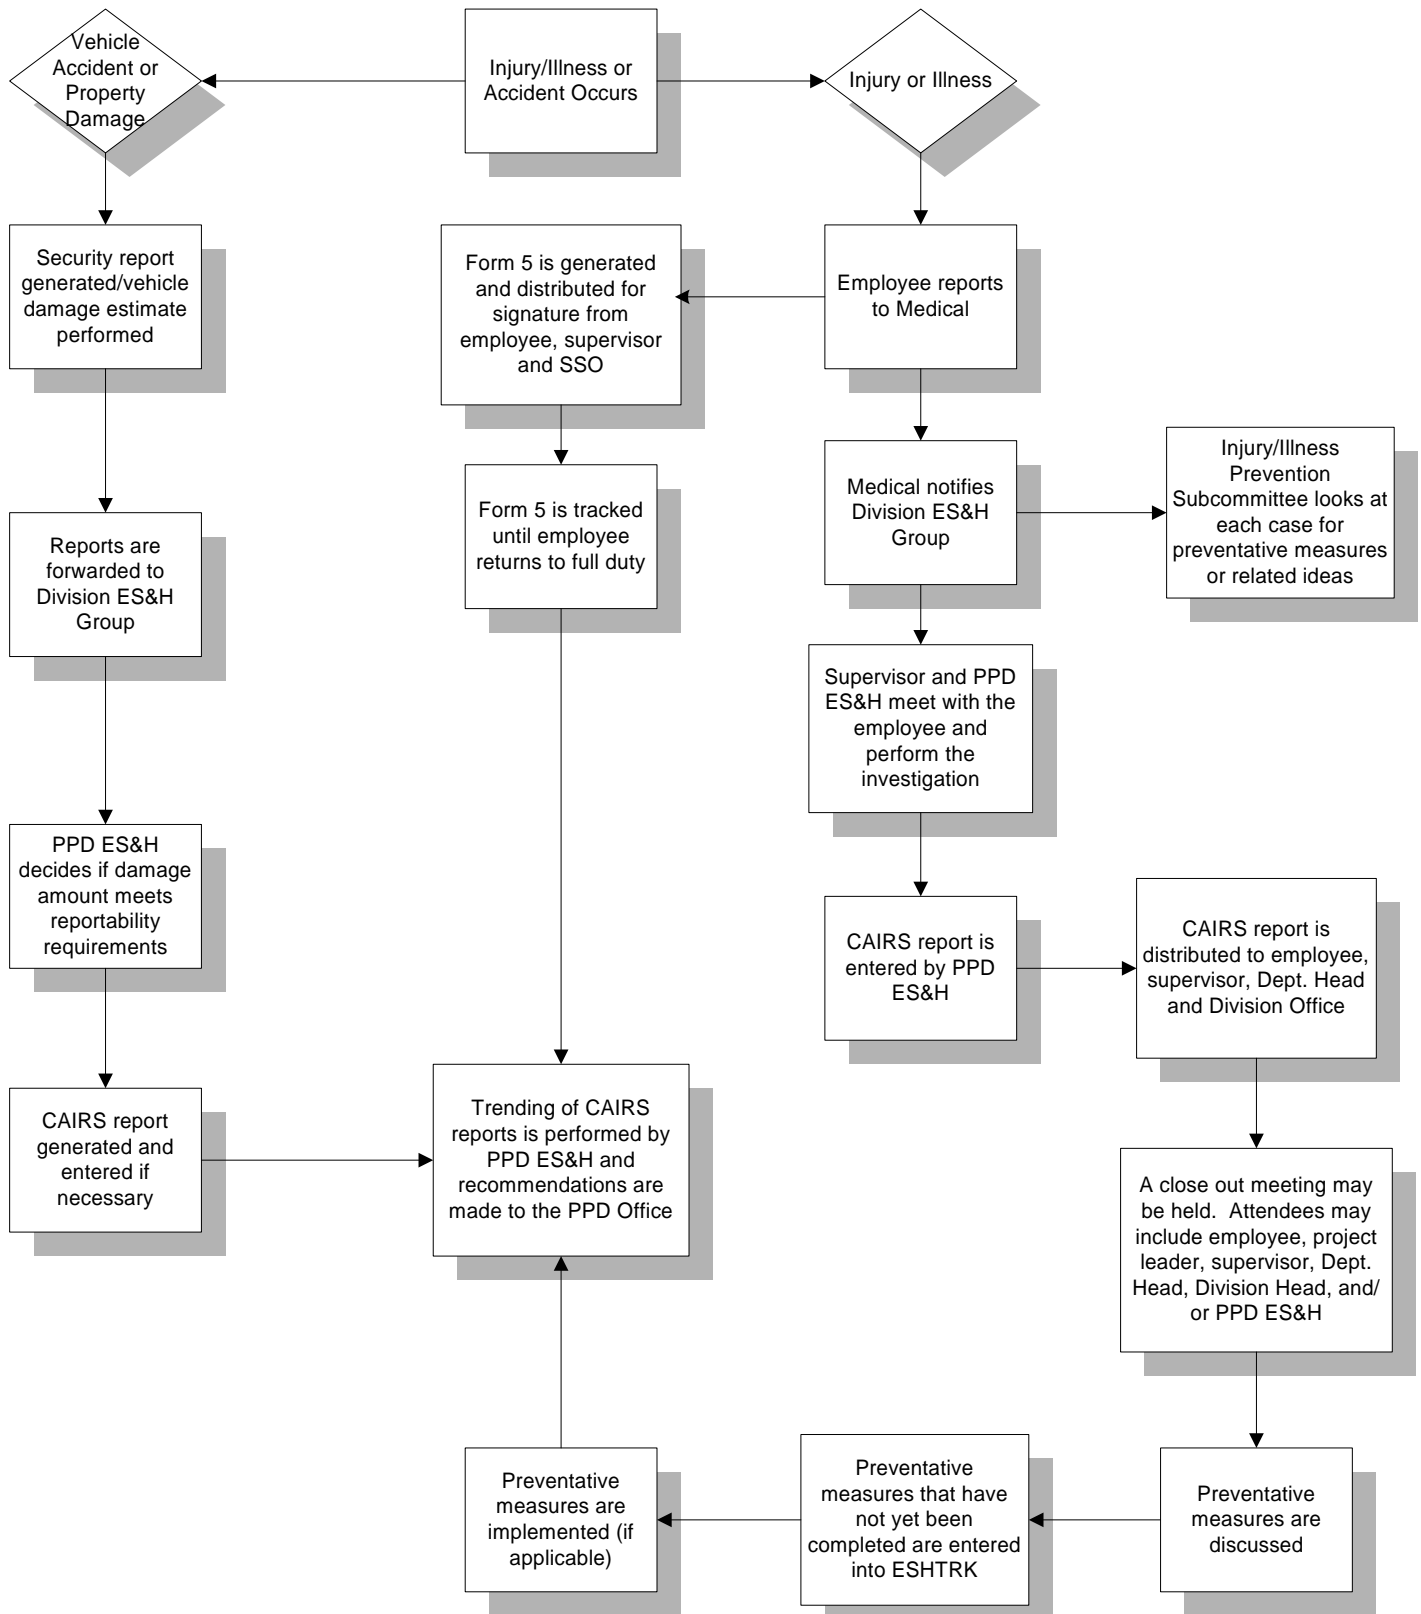 Vehicle
Accident or
Property
Damage
Injury/Illness or
Accident Occurs
Injury or Illness
Security report
generated/vehicle
damage estimate
performed
Form 5 is generated
and distributed for
signature from
employee, supervisor
and SSO
Employee reports
to Medical
Form 5 is tracked
until employee
returns to full duty
Medical notifies
Division ES&H
Group
Injury/Illness
Prevention
Subcommittee looks at
each case for
preventative measures
or related ideas
Reports are
forwarded to
Division ES&H
Group
Supervisor and PPD
ES&H meet with the
employee and
perform the
investigation
PPD ES&H
decides if damage
amount meets
reportability
requirements
CAIRS report is
entered by PPD
ES&H
CAIRS report is
distributed to employee,
supervisor, Dept. Head
and Division Office
CAIRS report
generated and
entered if
necessary
Trending of CAIRS
reports is performed by
PPD ES&H and
recommendations are
made to the PPD Office
A close out meeting may
be held.  Attendees may
include employee, project
leader, supervisor, Dept.
Head, Division Head, and/
or PPD ES&H
Preventative
measures are
implemented (if
applicable)
Preventative
measures that have
not yet been
completed are entered
into ESHTRK
Preventative
measures are
discussed